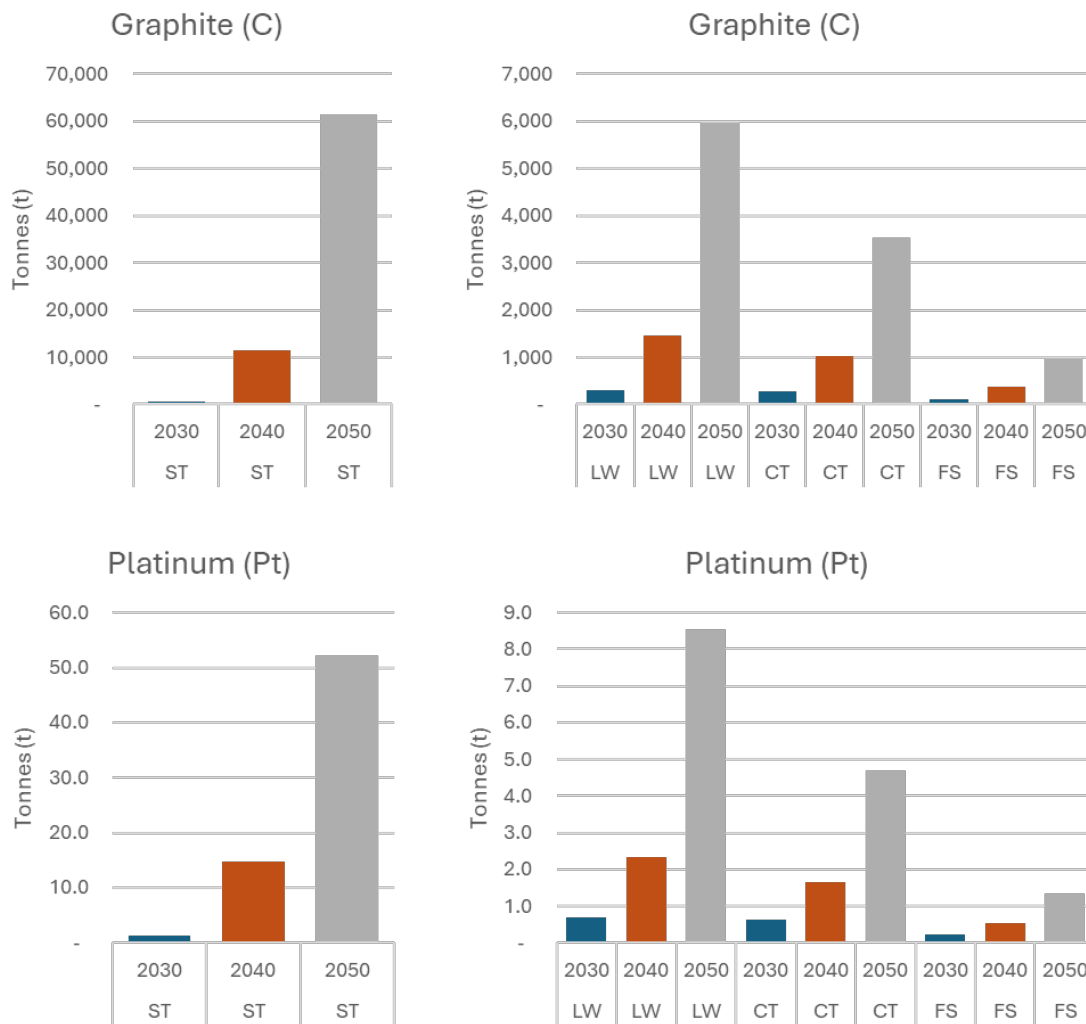 Graphite (C)
70,000
60,000
50,000
40,000
30,000
20,000
10,000
-
Tonnes (t)
2030 2040 2050
ST ST ST
Graphite (C)
7,000
6,000
5,000
4,000
3,000
2,000
1,000
-
Tonnes (t)
2030 2040 2050 2030 2040 2050 2030 2040 2050
LW LW LW CT CT CT FS FS FS
Platinum (Pt)
60.0
50.0
40.0
30.0
20.0
10.0
-
Tonnes (t)
2030 2040 2050
ST ST ST
Platinum (Pt)
9.0
8.0
7.0
6.0
5.0
4.0
3.0
2.0
1.0
-
Tonnes (t)
2030 2040 2050 2030 2040 2050 2030 2040 2050
LW LW LW CT CT CT FS FS FS